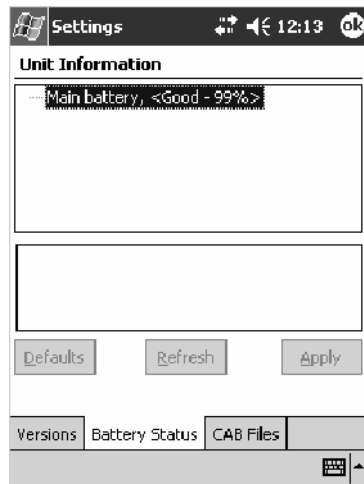 Settings 12:13 ok
Unit Information
Main battery, <Good - 99%>
Defaults Refresh Apply
Versions Battery Status CAB Files